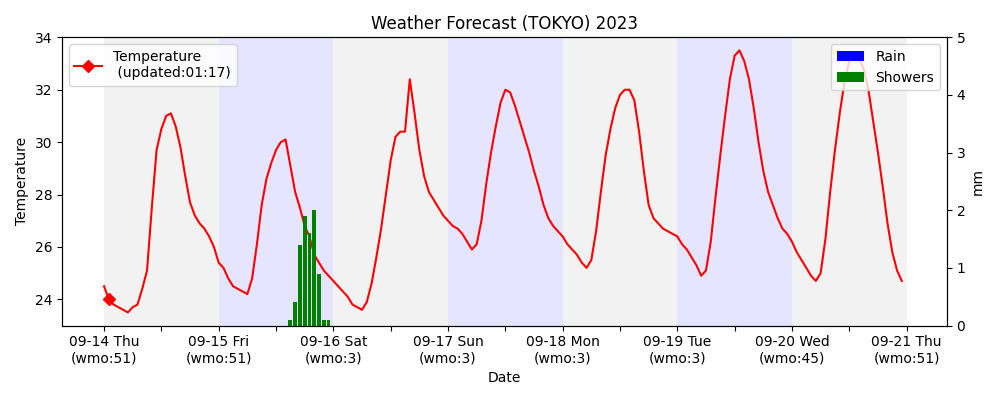 Weather Forecast (TOKYO) 2023
Temperature
(updated:01:17)
Rain
Showers
34
32
30
28
26
24
Temperature
5
4
3
2
1
0
mm
09-14 Thu
(wmo:51)
09-15 Fri
(wmo:51)
09-16 Sat
(wmo:3)
09-17 Sun
(wmo:3)
09-18 Mon
(wmo:3)
09-19 Tue
(wmo:3)
09-20 Wed
(wmo:45)
09-21 Thu
(wmo:51)
Date